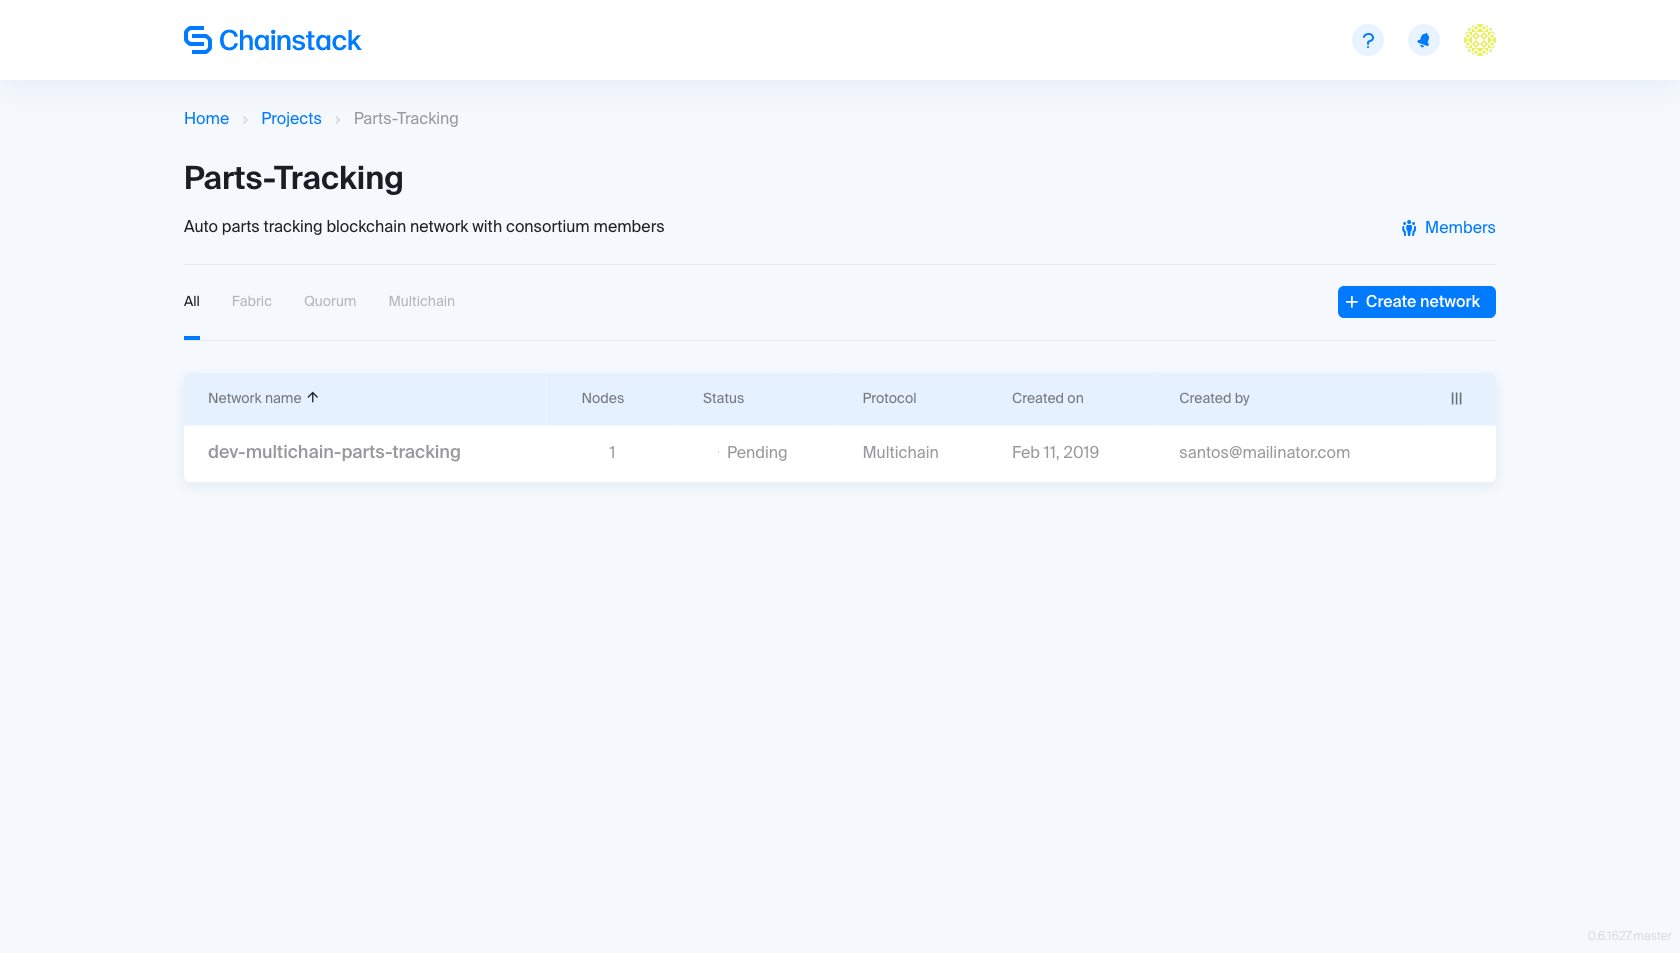 Chainstack
?
Home › Projects › Parts-Tracking
Parts-Tracking
Auto parts tracking blockchain network with consortium members
Members
All Fabric Quorum Multichain
+ Create network
Network name ↑ Nodes Status Protocol Created on Created by
dev-multichain-parts-tracking 1 Pending Multichain Feb 11, 2019 santos@mailinator.com
0.6.1627.master